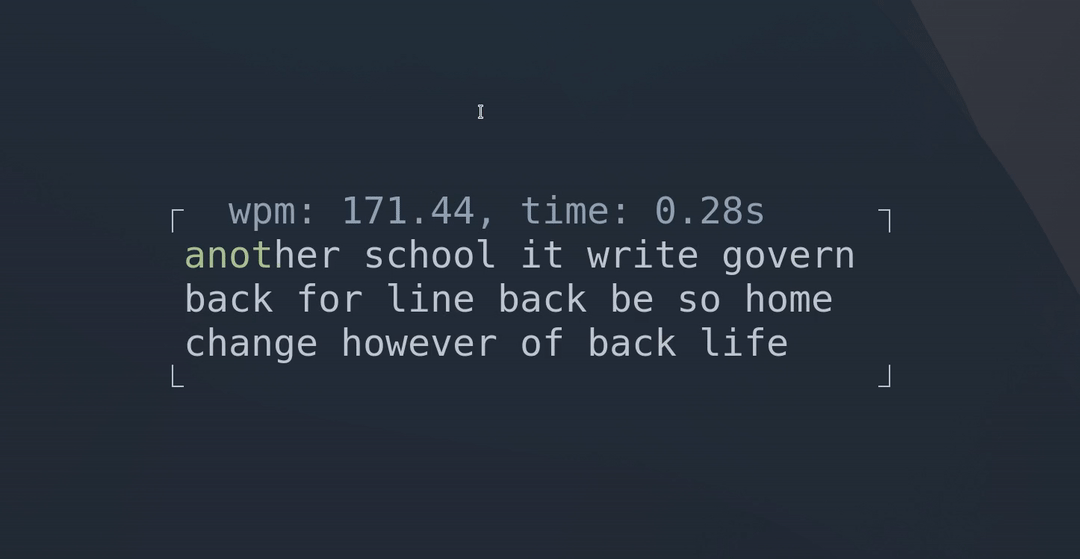 wpm: 171.44, time: 0.28s
another school it write govern
back for line back be so home
change however of back life